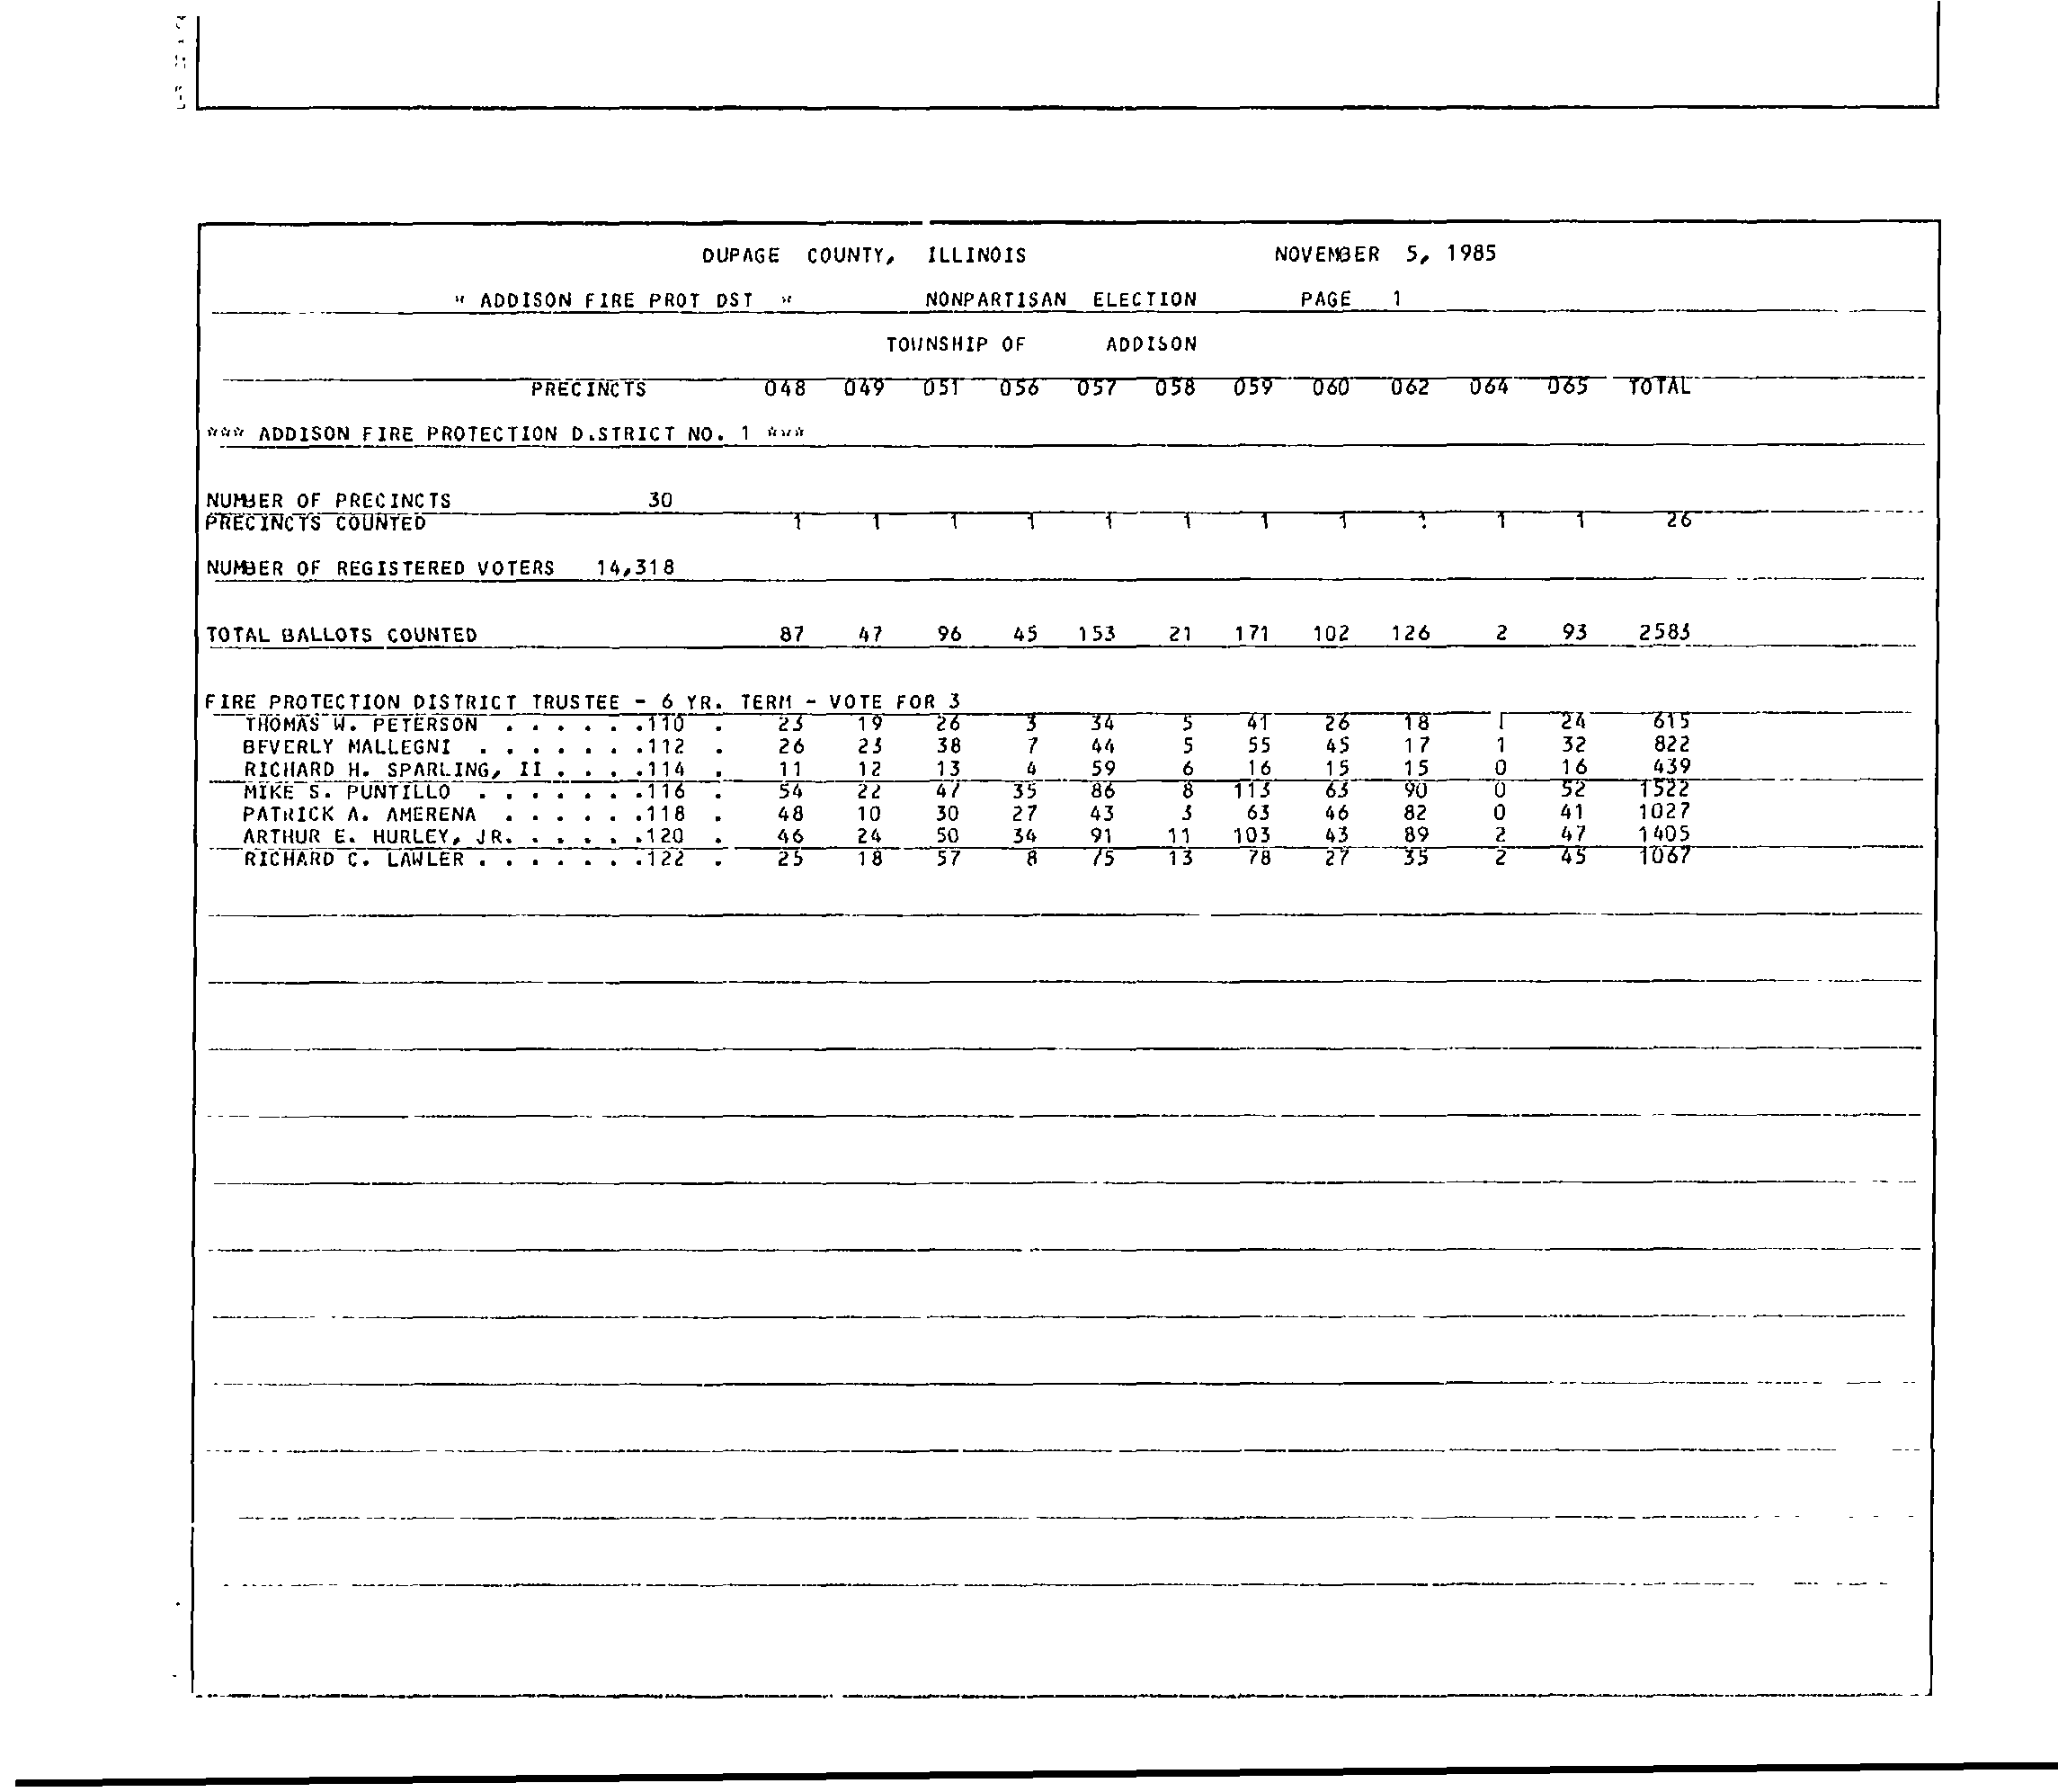 DUPAGE COUNTY, ILLINOIS NOVEMBER 5, 1985
" ADDISON FIRE PROT DST " NONPARTISAN ELECTION PAGE 1
TOWNSHIP OF ADDISON
PRECINCTS 048 049 051 056 057 058 059 060 062 064 065 TOTAL
*** ADDISON FIRE PROTECTION D.STRICT NO. 1 ***
NUMBER OF PRECINCTS 30
PRECINCTS COUNTED 1 1 1 1 1 1 1 1 1 1 1 26
NUMBER OF REGISTERED VOTERS 14,318
TOTAL BALLOTS COUNTED 87 47 96 45 153 21 171 102 126 2 93 2583
FIRE PROTECTION DISTRICT TRUSTEE - 6 YR. TERM - VOTE FOR 3
THOMAS W. PETERSON . . . . . .110 . 23 19 26 3 34 5 41 26 18 1 24 615
BEVERLY MALLEGNI . . . . . . .112 . 26 23 38 7 44 5 55 45 17 1 32 822
RICHARD H. SPARLING, II . . . .114 . 11 12 13 4 59 6 16 15 15 0 16 439
MIKE S. PUNTILLO . . . . . . .116 . 54 22 47 35 86 8 113 63 90 0 52 1522
PATRICK A. AMERENA . . . . . .118 . 48 10 30 27 43 3 63 46 82 0 41 1027
ARTHUR E. HURLEY, JR. . . . . .120 . 46 24 50 34 91 11 103 43 89 2 47 1405
RICHARD C. LAWLER . . . . . . .122 . 25 18 57 8 75 13 78 27 35 2 45 1067